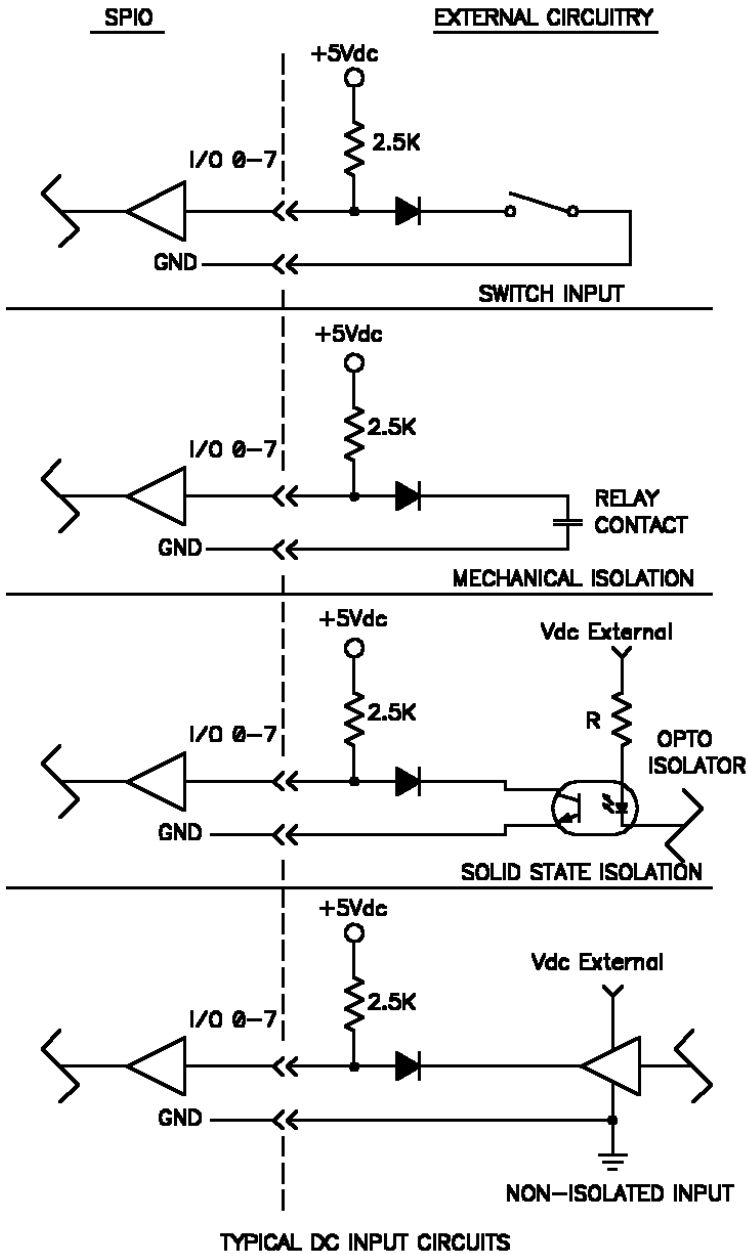 SPIO
EXTERNAL CIRCUITRY
+5Vdc
2.5K
I/O 0-7
GND
SWITCH INPUT
+5Vdc
2.5K
I/O 0-7
RELAY
CONTACT
GND
MECHANICAL ISOLATION
+5Vdc
Vdc External
2.5K
R
I/O 0-7
OPTO
ISOLATOR
GND
SOLID STATE ISOLATION
+5Vdc
Vdc External
2.5K
I/O 0-7
GND
NON-ISOLATED INPUT
TYPICAL DC INPUT CIRCUITS